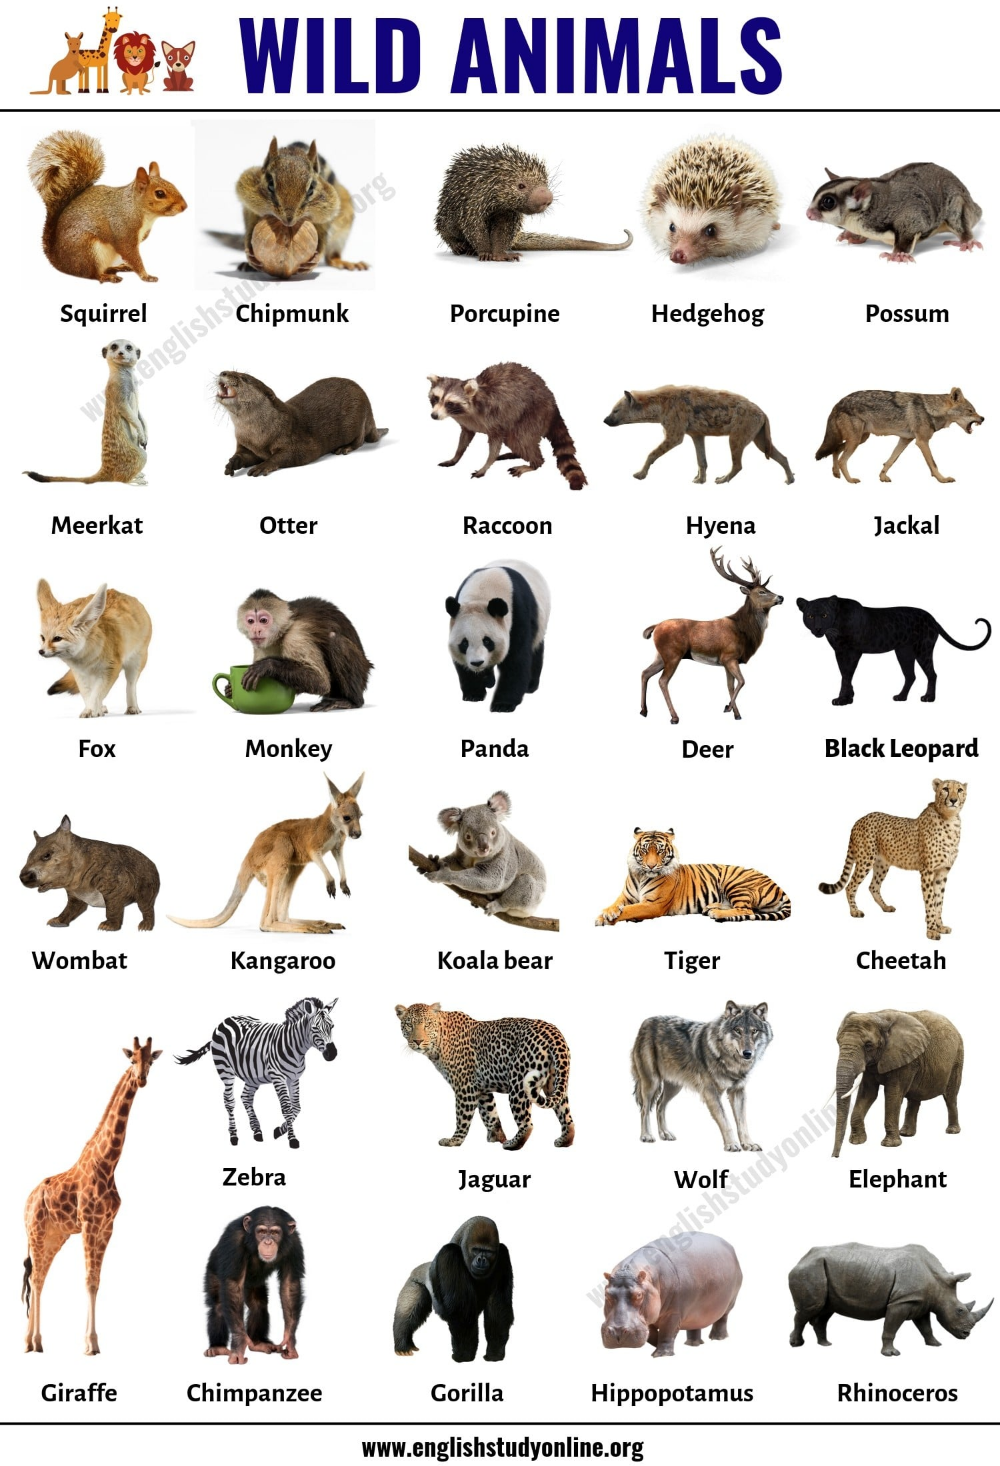 WILD ANIMALS
Squirrel Chipmunk Porcupine Hedgehog Possum
www.englishstudyonline.org
Meerkat Otter Raccoon Hyena Jackal
Fox Monkey Panda Deer Black Leopard
Wombat Kangaroo Koala bear Tiger Cheetah
Zebra Jaguar Wolf Elephant
www.englishstudyonline
Giraffe Chimpanzee Gorilla Hippopotamus Rhinoceros
www.englishstudyonline.org